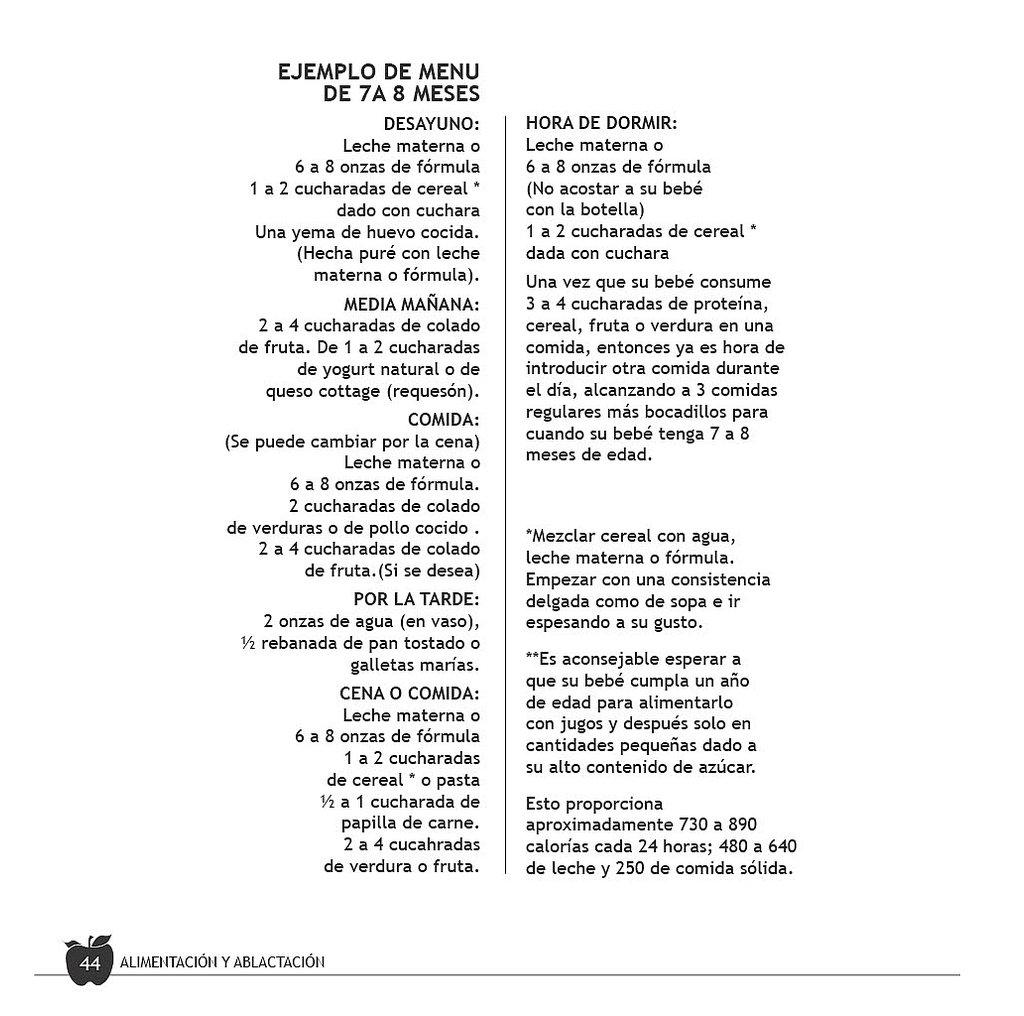 EJEMPLO DE MENU
DE 7A 8 MESES
DESAYUNO:
Leche materna o
6 a 8 onzas de fórmula
1 a 2 cucharadas de cereal *
dado con cuchara
Una yema de huevo cocida.
(Hecha puré con leche
materna o fórmula).
MEDIA MAÑANA:
2 a 4 cucharadas de colado
de fruta. De 1 a 2 cucharadas
de yogurt natural o de
queso cottage (requesón).
COMIDA:
(Se puede cambiar por la cena)
Leche materna o
6 a 8 onzas de fórmula.
2 cucharadas de colado
de verduras o de pollo cocido .
2 a 4 cucharadas de colado
de fruta.(Si se desea)
POR LA TARDE:
2 onzas de agua (en vaso),
½ rebanada de pan tostado o
galletas marías.
CENA O COMIDA:
Leche materna o
6 a 8 onzas de fórmula
1 a 2 cucharadas
de cereal * o pasta
½ a 1 cucharada de
papilla de carne.
2 a 4 cucahradas
de verdura o fruta.
HORA DE DORMIR:
Leche materna o
6 a 8 onzas de fórmula
(No acostar a su bebé
con la botella)
1 a 2 cucharadas de cereal *
dada con cuchara
Una vez que su bebé consume
3 a 4 cucharadas de proteína,
cereal, fruta o verdura en una
comida, entonces ya es hora de
introducir otra comida durante
el día, alcanzando a 3 comidas
regulares más bocadillos para
cuando su bebé tenga 7 a 8
meses de edad.
*Mezclar cereal con agua,
leche materna o fórmula.
Empezar con una consistencia
delgada como de sopa e ir
espesando a su gusto.
**Es aconsejable esperar a
que su bebé cumpla un año
de edad para alimentarlo
con jugos y después solo en
cantidades pequeñas dado a
su alto contenido de azúcar.
Esto proporciona
aproximadamente 730 a 890
calorías cada 24 horas; 480 a 640
de leche y 250 de comida sólida.
44 ALIMENTACIÓN Y ABLACTACIÓN